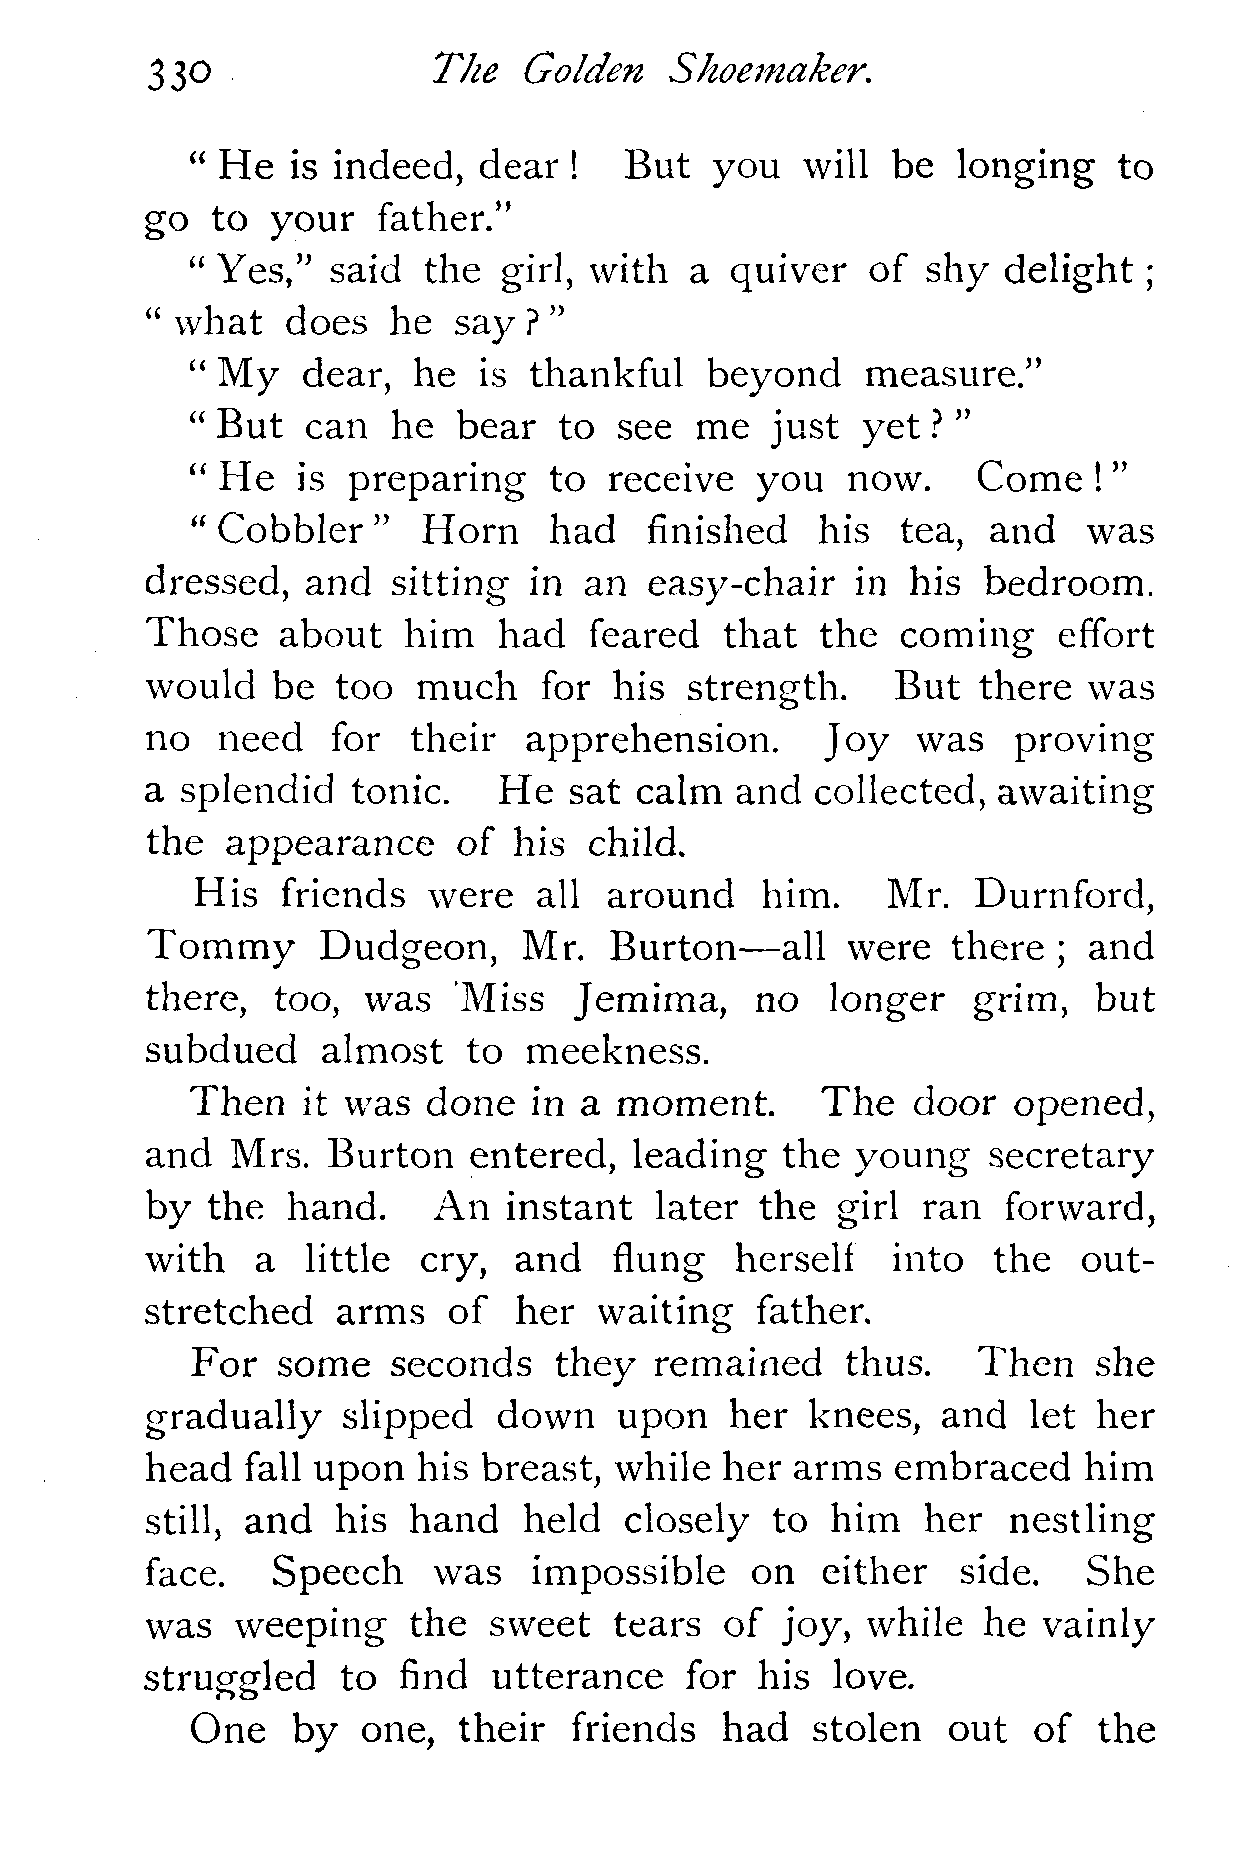 330 The Golden Shoemaker.
" He is indeed, dear ! But you will be longing to
go to your father."
" Yes," said the girl, with a quiver of shy delight ;
" what does he say ? "
" My dear, he is thankful beyond measure."
" But can he bear to see me just yet ? "
" He is preparing to receive you now. Come ! "
" Cobbler " Horn had finished his tea, and was
dressed, and sitting in an easy-chair in his bedroom.
Those about him had feared that the coming effort
would be too much for his strength. But there was
no need for their apprehension. Joy was proving
a splendid tonic. He sat calm and collected, awaiting
the appearance of his child.
His friends were all around him. Mr. Durnford,
Tommy Dudgeon, Mr. Burton—all were there ; and
there, too, was 'Miss Jemima, no longer grim, but
subdued almost to meekness.
Then it was done in a moment. The door opened,
and Mrs. Burton entered, leading the young secretary
by the hand. An instant later the girl ran forward,
with a little cry, and flung herself into the out-
stretched arms of her waiting father.
For some seconds they remained thus. Then she
gradually slipped down upon her knees, and let her
head fall upon his breast, while her arms embraced him
still, and his hand held closely to him her nestling
face. Speech was impossible on either side. She
was weeping the sweet tears of joy, while he vainly
struggled to find utterance for his love.
One by one, their friends had stolen out of the